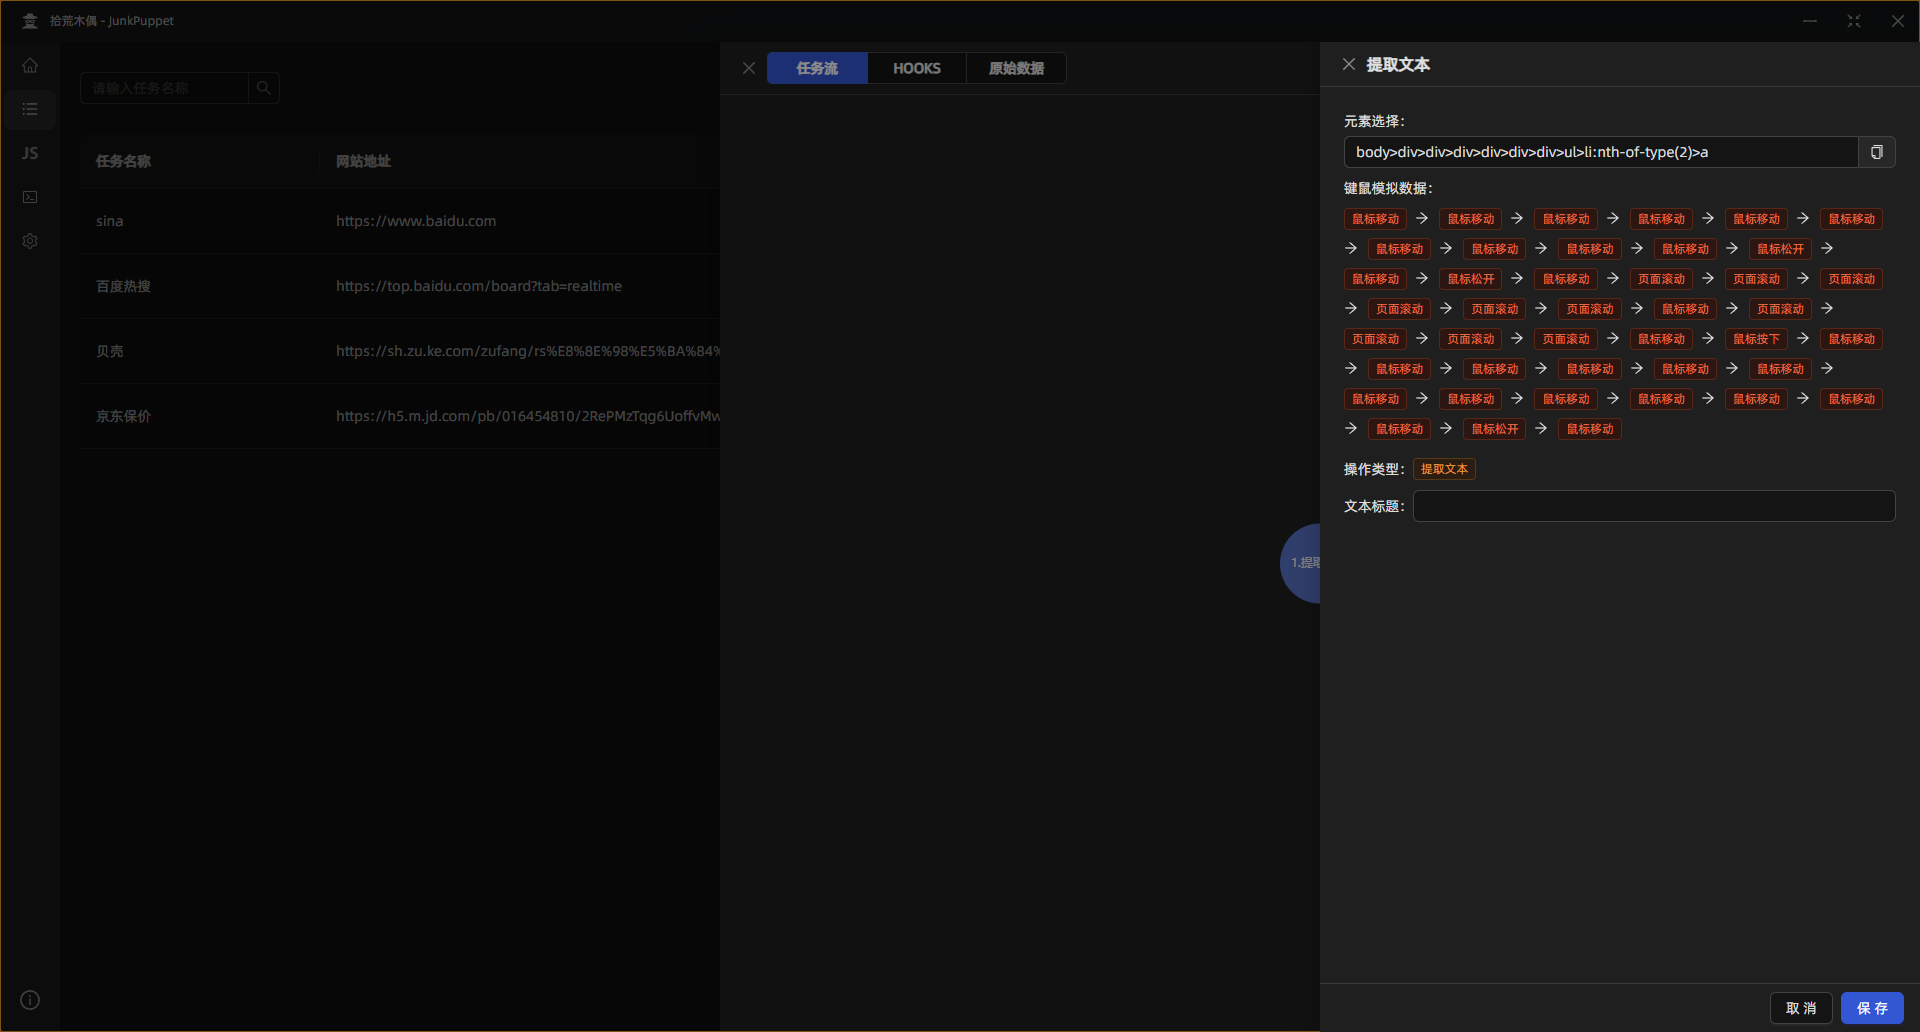 拾荒木偶 - JunkPuppet
请输入任务名称
JS
任务名称 网站地址
sina https://www.baidu.com
百度热搜 https://top.baidu.com/board?tab=realtime
贝壳 https://sh.zu.ke.com/zufang/rs%E8%8E%98%E5%BA%84%
京东保价 https://h5.m.jd.com/pb/016454810/2RePMzTqg6UoffvMw
任务流 HOOKS 原始数据
1.提取
提取文本
元素选择：
body>div>div>div>div>div>div>ul>li:nth-of-type(2)>a
键鼠模拟数据：
鼠标移动 → 鼠标移动 → 鼠标移动 → 鼠标移动 → 鼠标移动 → 鼠标移动
→ 鼠标移动 → 鼠标移动 → 鼠标移动 → 鼠标移动 → 鼠标松开 →
鼠标移动 → 鼠标松开 → 鼠标移动 → 页面滚动 → 页面滚动 → 页面滚动
→ 页面滚动 → 页面滚动 → 页面滚动 → 鼠标移动 → 页面滚动 →
页面滚动 → 页面滚动 → 页面滚动 → 鼠标移动 → 鼠标按下 → 鼠标移动
→ 鼠标移动 → 鼠标移动 → 鼠标移动 → 鼠标移动 → 鼠标移动 →
鼠标移动 → 鼠标移动 → 鼠标移动 → 鼠标移动 → 鼠标移动 → 鼠标移动
→ 鼠标移动 → 鼠标松开 → 鼠标移动
操作类型： 提取文本
文本标题：
取 消 保 存